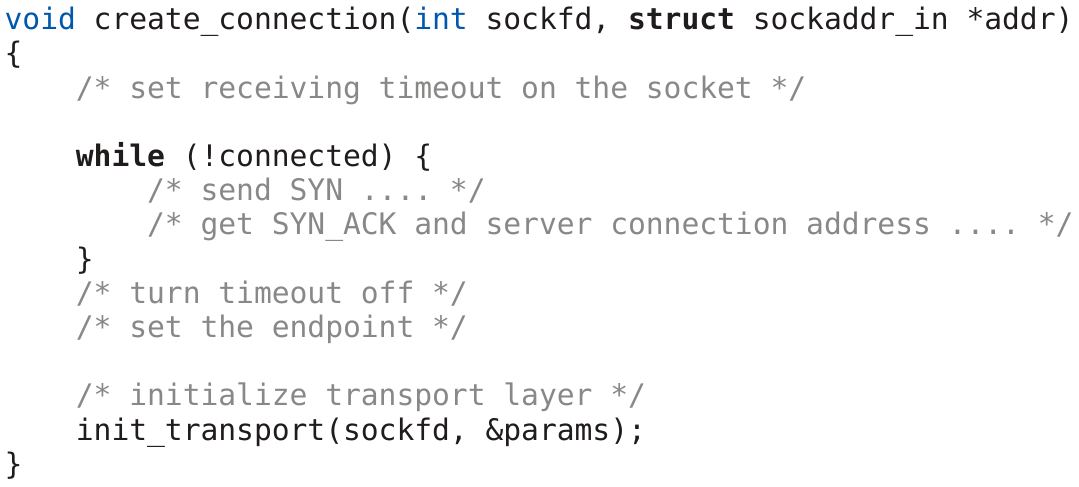 void create_connection(int sockfd, struct sockaddr_in *addr)
{
    /* set receiving timeout on the socket */

    while (!connected) {
        /* send SYN .... */
        /* get SYN_ACK and server connection address .... */
    }
    /* turn timeout off */
    /* set the endpoint */

    /* initialize transport layer */
    init_transport(sockfd, &params);
}